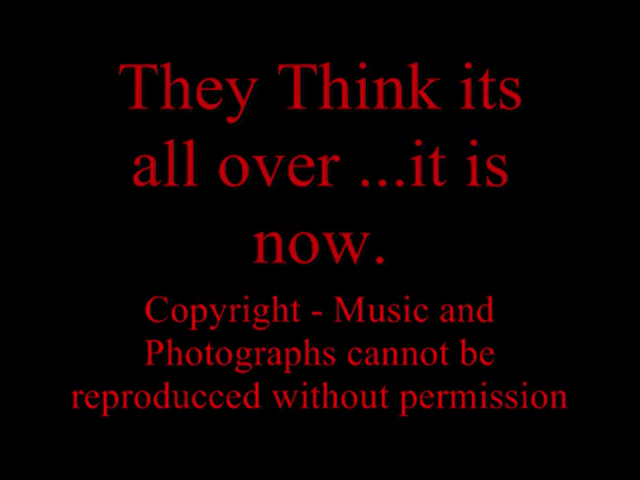 They Think its
all over ...it is
now.
Copyright - Music and
Photographs cannot be
reproducced without permission